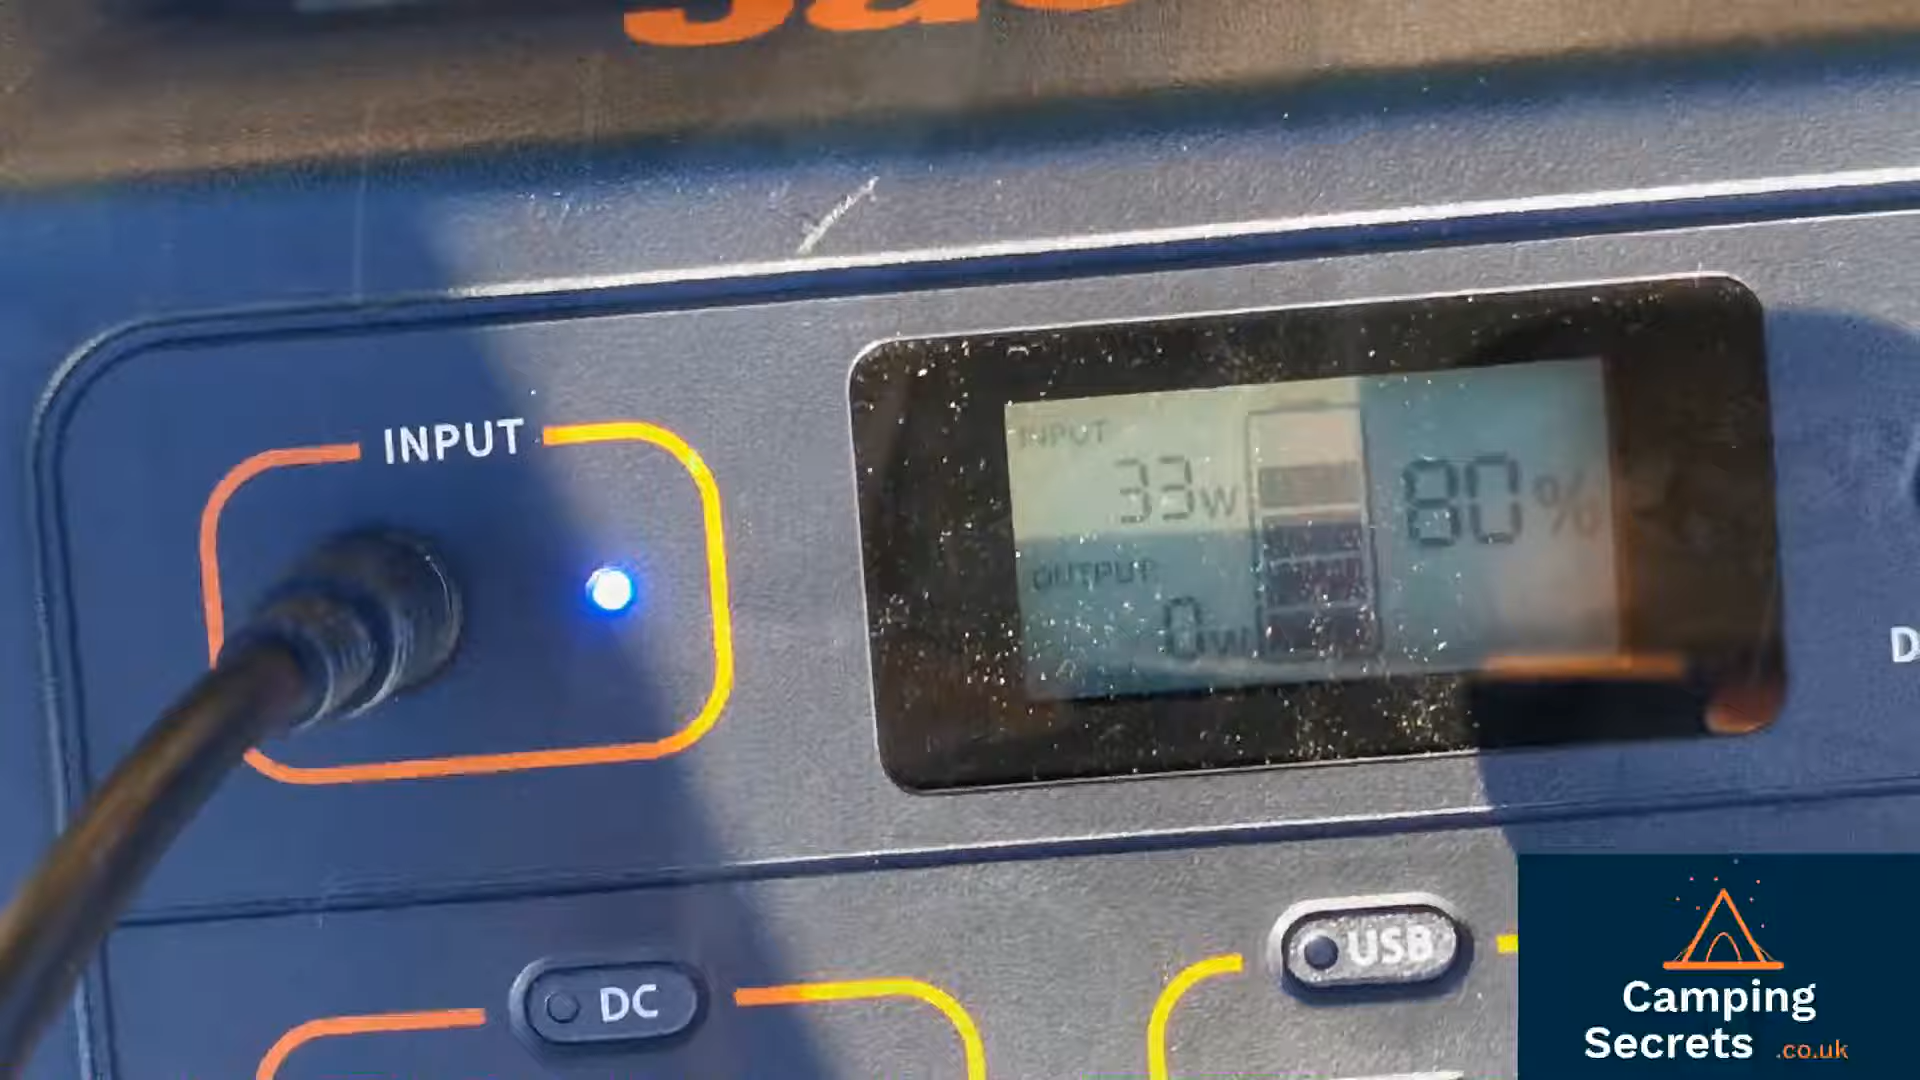 INPUT
INPUT
33W
80%
OUTPUT
0W
DC
USB
Camping
Secrets .co.uk